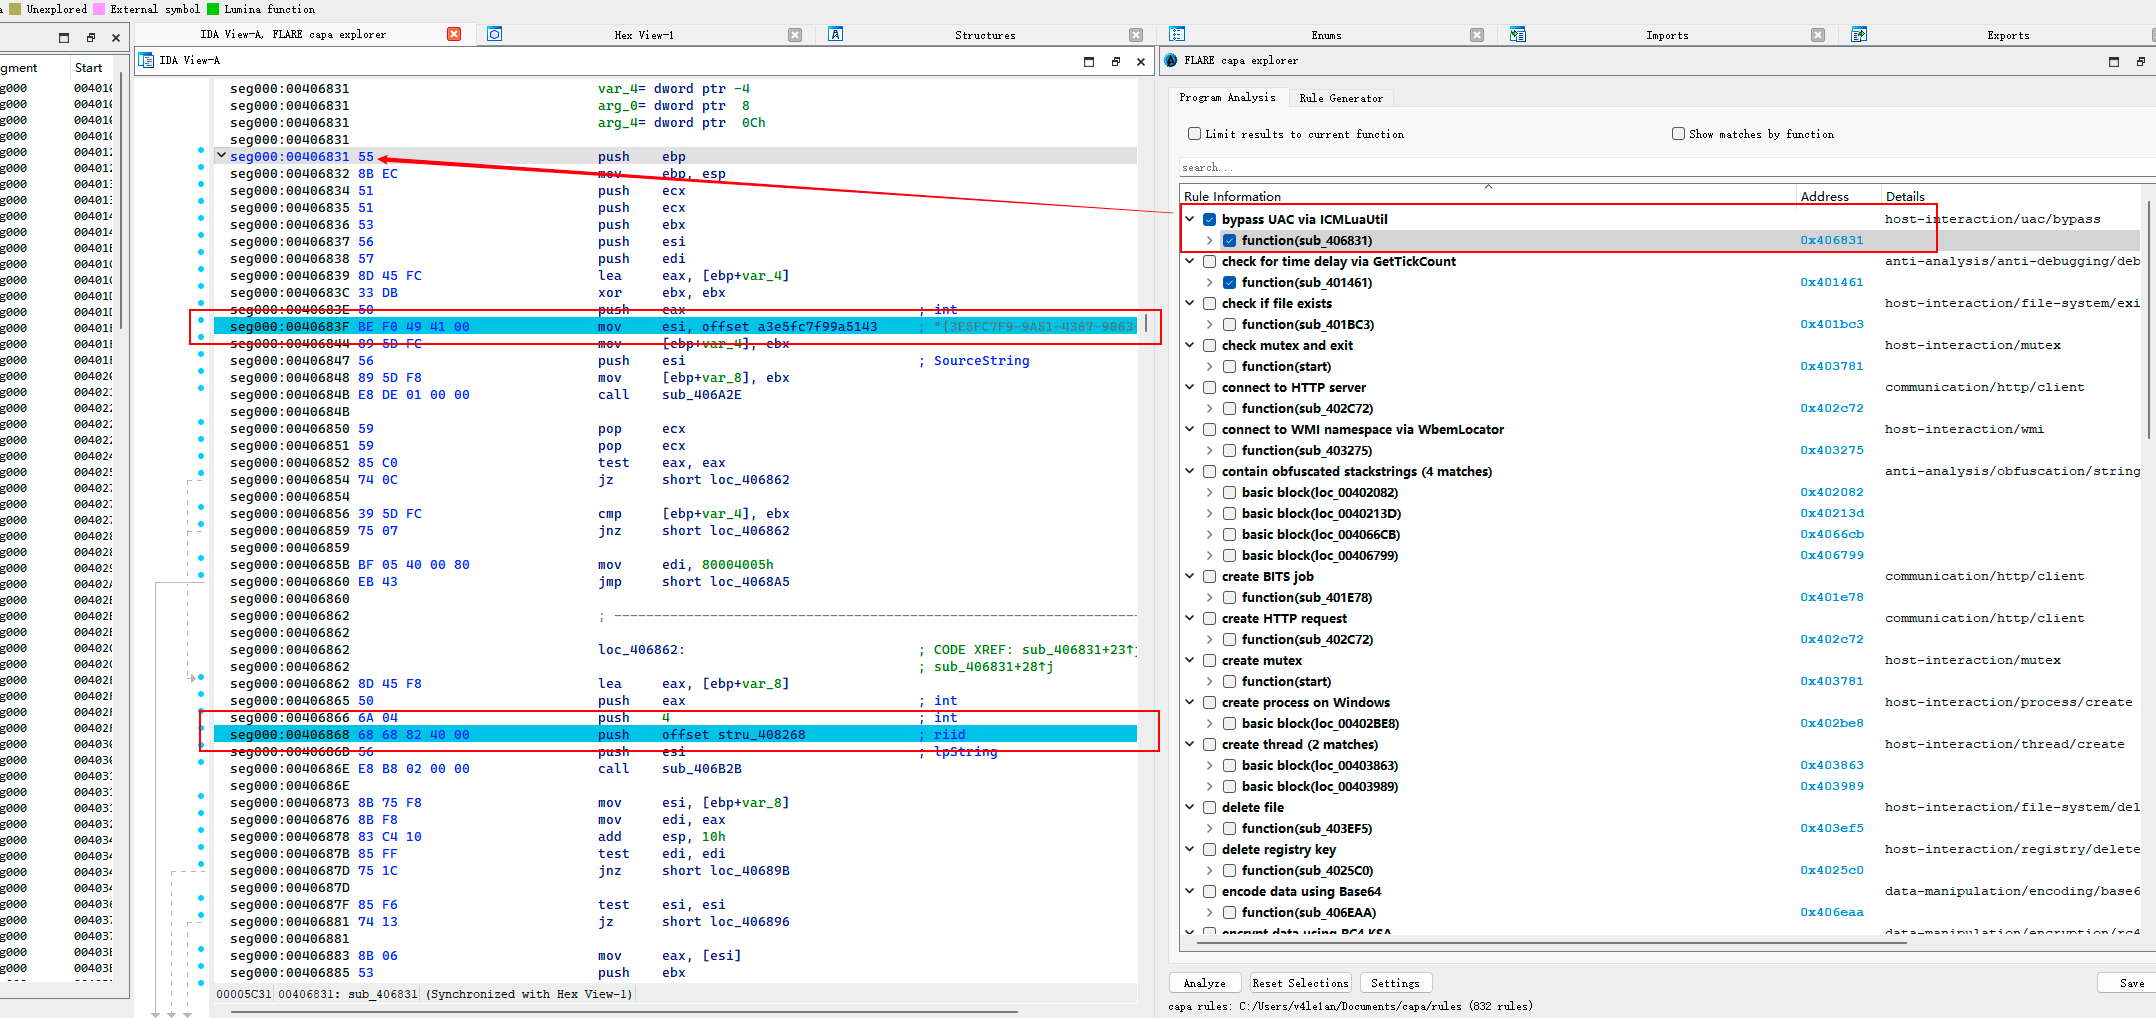 Unexplored External symbol Lumina function
IDA View-A, FLARE capa explorer
Hex View-1
Structures
Enums
Imports
Exports
gment Start
IDA View-A
FLARE capa explorer
seg000:00406831 var_4= dword ptr -4
seg000:00406831 arg_0= dword ptr 8
seg000:00406831 arg_4= dword ptr 0Ch
seg000:00406831
seg000:00406831 55 push ebp
seg000:00406832 8B EC mov ebp, esp
seg000:00406834 51 push ecx
seg000:00406835 51 push ecx
seg000:00406836 53 push ebx
seg000:00406837 56 push esi
seg000:00406838 57 push edi
seg000:00406839 8D 45 FC lea eax, [ebp+var_4]
seg000:0040683C 33 DB xor ebx, ebx
seg000:0040683E 50 push eax ; int
seg000:0040683F BE F0 49 41 00 mov esi, offset a3e5fc7f99a5143 ; "{3E5FC7F9-9A51-4367-9063
seg000:00406844 89 5D FC mov [ebp+var_4], ebx
seg000:00406847 56 push esi ; SourceString
seg000:00406848 89 5D F8 mov [ebp+var_8], ebx
seg000:0040684B E8 DE 01 00 00 call sub_406A2E
seg000:0040684B
seg000:00406850 59 pop ecx
seg000:00406851 59 pop ecx
seg000:00406852 85 C0 test eax, eax
seg000:00406854 74 0C jz short loc_406862
seg000:00406854
seg000:00406856 39 5D FC cmp [ebp+var_4], ebx
seg000:00406859 75 07 jnz short loc_406862
seg000:00406859
seg000:0040685B BF 05 40 00 80 mov edi, 80004005h
seg000:00406860 EB 43 jmp short loc_4068A5
seg000:00406860
seg000:00406862 ; ---------------------------------------------------------------------------
seg000:00406862
seg000:00406862 loc_406862: ; CODE XREF: sub_406831+23↑j
seg000:00406862 ; sub_406831+28↑j
seg000:00406862 8D 45 F8 lea eax, [ebp+var_8]
seg000:00406865 50 push eax ; int
seg000:00406866 6A 04 push 4 ; int
seg000:00406868 68 68 82 40 00 push offset stru_408268 ; riid
seg000:0040686D 56 push esi ; lpString
seg000:0040686E E8 B8 02 00 00 call sub_406B2B
seg000:0040686E
seg000:00406873 8B 75 F8 mov esi, [ebp+var_8]
seg000:00406876 8B F8 mov edi, eax
seg000:00406878 83 C4 10 add esp, 10h
seg000:0040687B 85 FF test edi, edi
seg000:0040687D 75 1C jnz short loc_40689B
seg000:0040687D
seg000:0040687F 85 F6 test esi, esi
seg000:00406881 74 13 jz short loc_406896
seg000:00406881
seg000:00406883 8B 06 mov eax, [esi]
seg000:00406885 53 push ebx
00005C31 00406831: sub_406831 (Synchronized with Hex View-1)
Program Analysis Rule Generator
Limit results to current function Show matches by function
search...
Rule Information Address Details
bypass UAC via ICMLuaUtil host-interaction/uac/bypass
function(sub_406831) 0x406831
check for time delay via GetTickCount anti-analysis/anti-debugging/deb
function(sub_401461) 0x401461
check if file exists host-interaction/file-system/exi
function(sub_401BC3) 0x401bc3
check mutex and exit host-interaction/mutex
function(start) 0x403781
connect to HTTP server communication/http/client
function(sub_402C72) 0x402c72
connect to WMI namespace via WbemLocator host-interaction/wmi
function(sub_403275) 0x403275
contain obfuscated stackstrings (4 matches) anti-analysis/obfuscation/string
basic block(loc_00402082) 0x402082
basic block(loc_0040213D) 0x40213d
basic block(loc_004066CB) 0x4066cb
basic block(loc_00406799) 0x406799
create BITS job communication/http/client
function(sub_401E78) 0x401e78
create HTTP request communication/http/client
function(sub_402C72) 0x402c72
create mutex host-interaction/mutex
function(start) 0x403781
create process on Windows host-interaction/process/create
basic block(loc_00402BE8) 0x402be8
create thread (2 matches) host-interaction/thread/create
basic block(loc_00403863) 0x403863
basic block(loc_00403989) 0x403989
delete file host-interaction/file-system/del
function(sub_403EF5) 0x403ef5
delete registry key host-interaction/registry/delete
function(sub_4025C0) 0x4025c0
encode data using Base64 data-manipulation/encoding/base6
function(sub_406EAA) 0x406eaa
encrypt data using RC4 KSA data-manipulation/encryption/rc4
Analyze Reset Selections Settings Save
capa rules: C:/Users/v4le1an/Documents/capa/rules (832 rules)